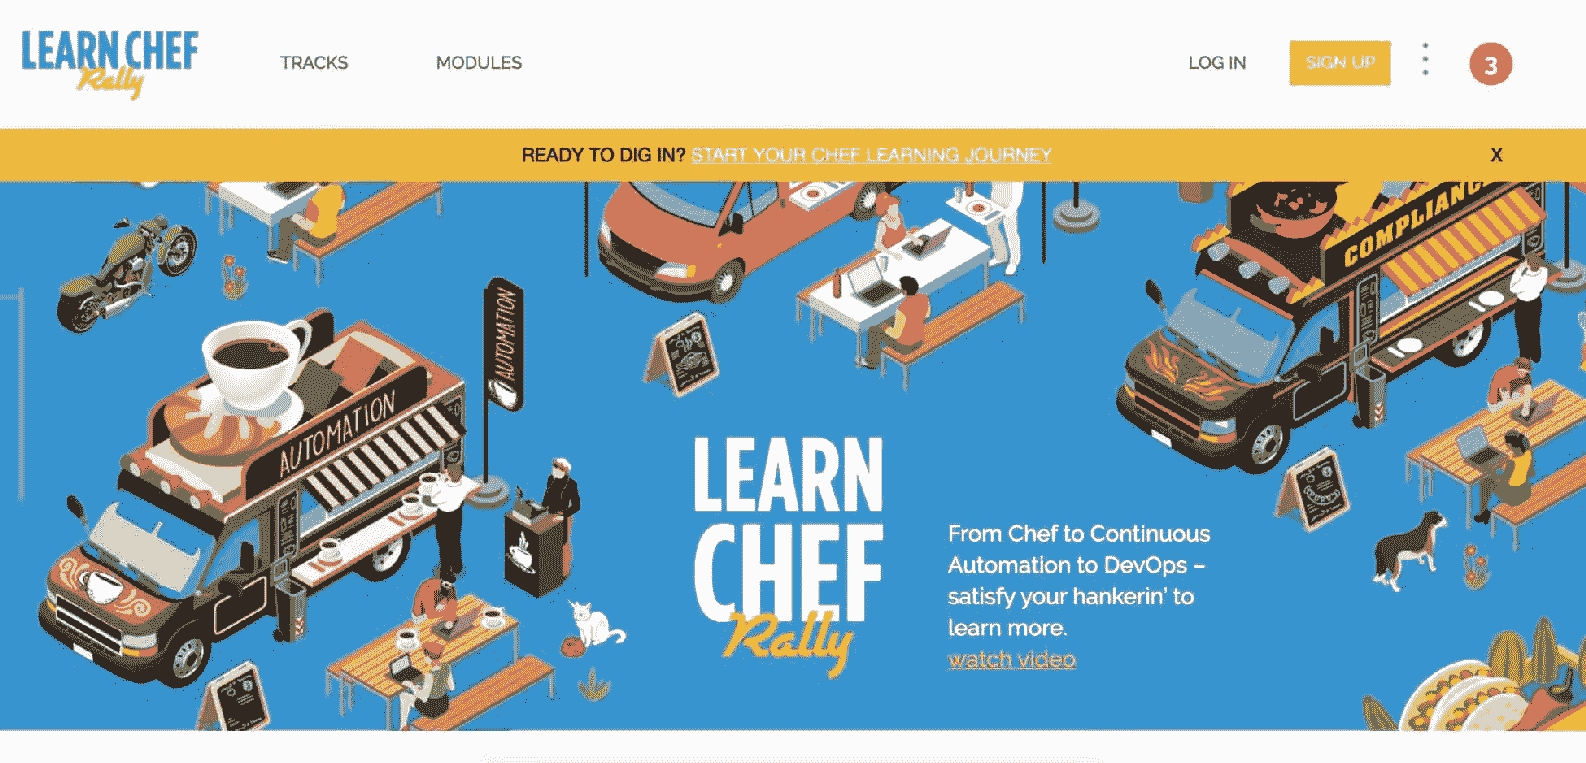 LEARN CHEF
Rally
TRACKS
MODULES
LOG IN
SIGN UP
3
READY TO DIG IN? START YOUR CHEF LEARNING JOURNEY
X
COMPLIANC
AUTOMATION
AUTOMATION
LEARN
CHEF
Rally
From Chef to Continuous
Automation to DevOps –
satisfy your hankerin' to
learn more.
watch video